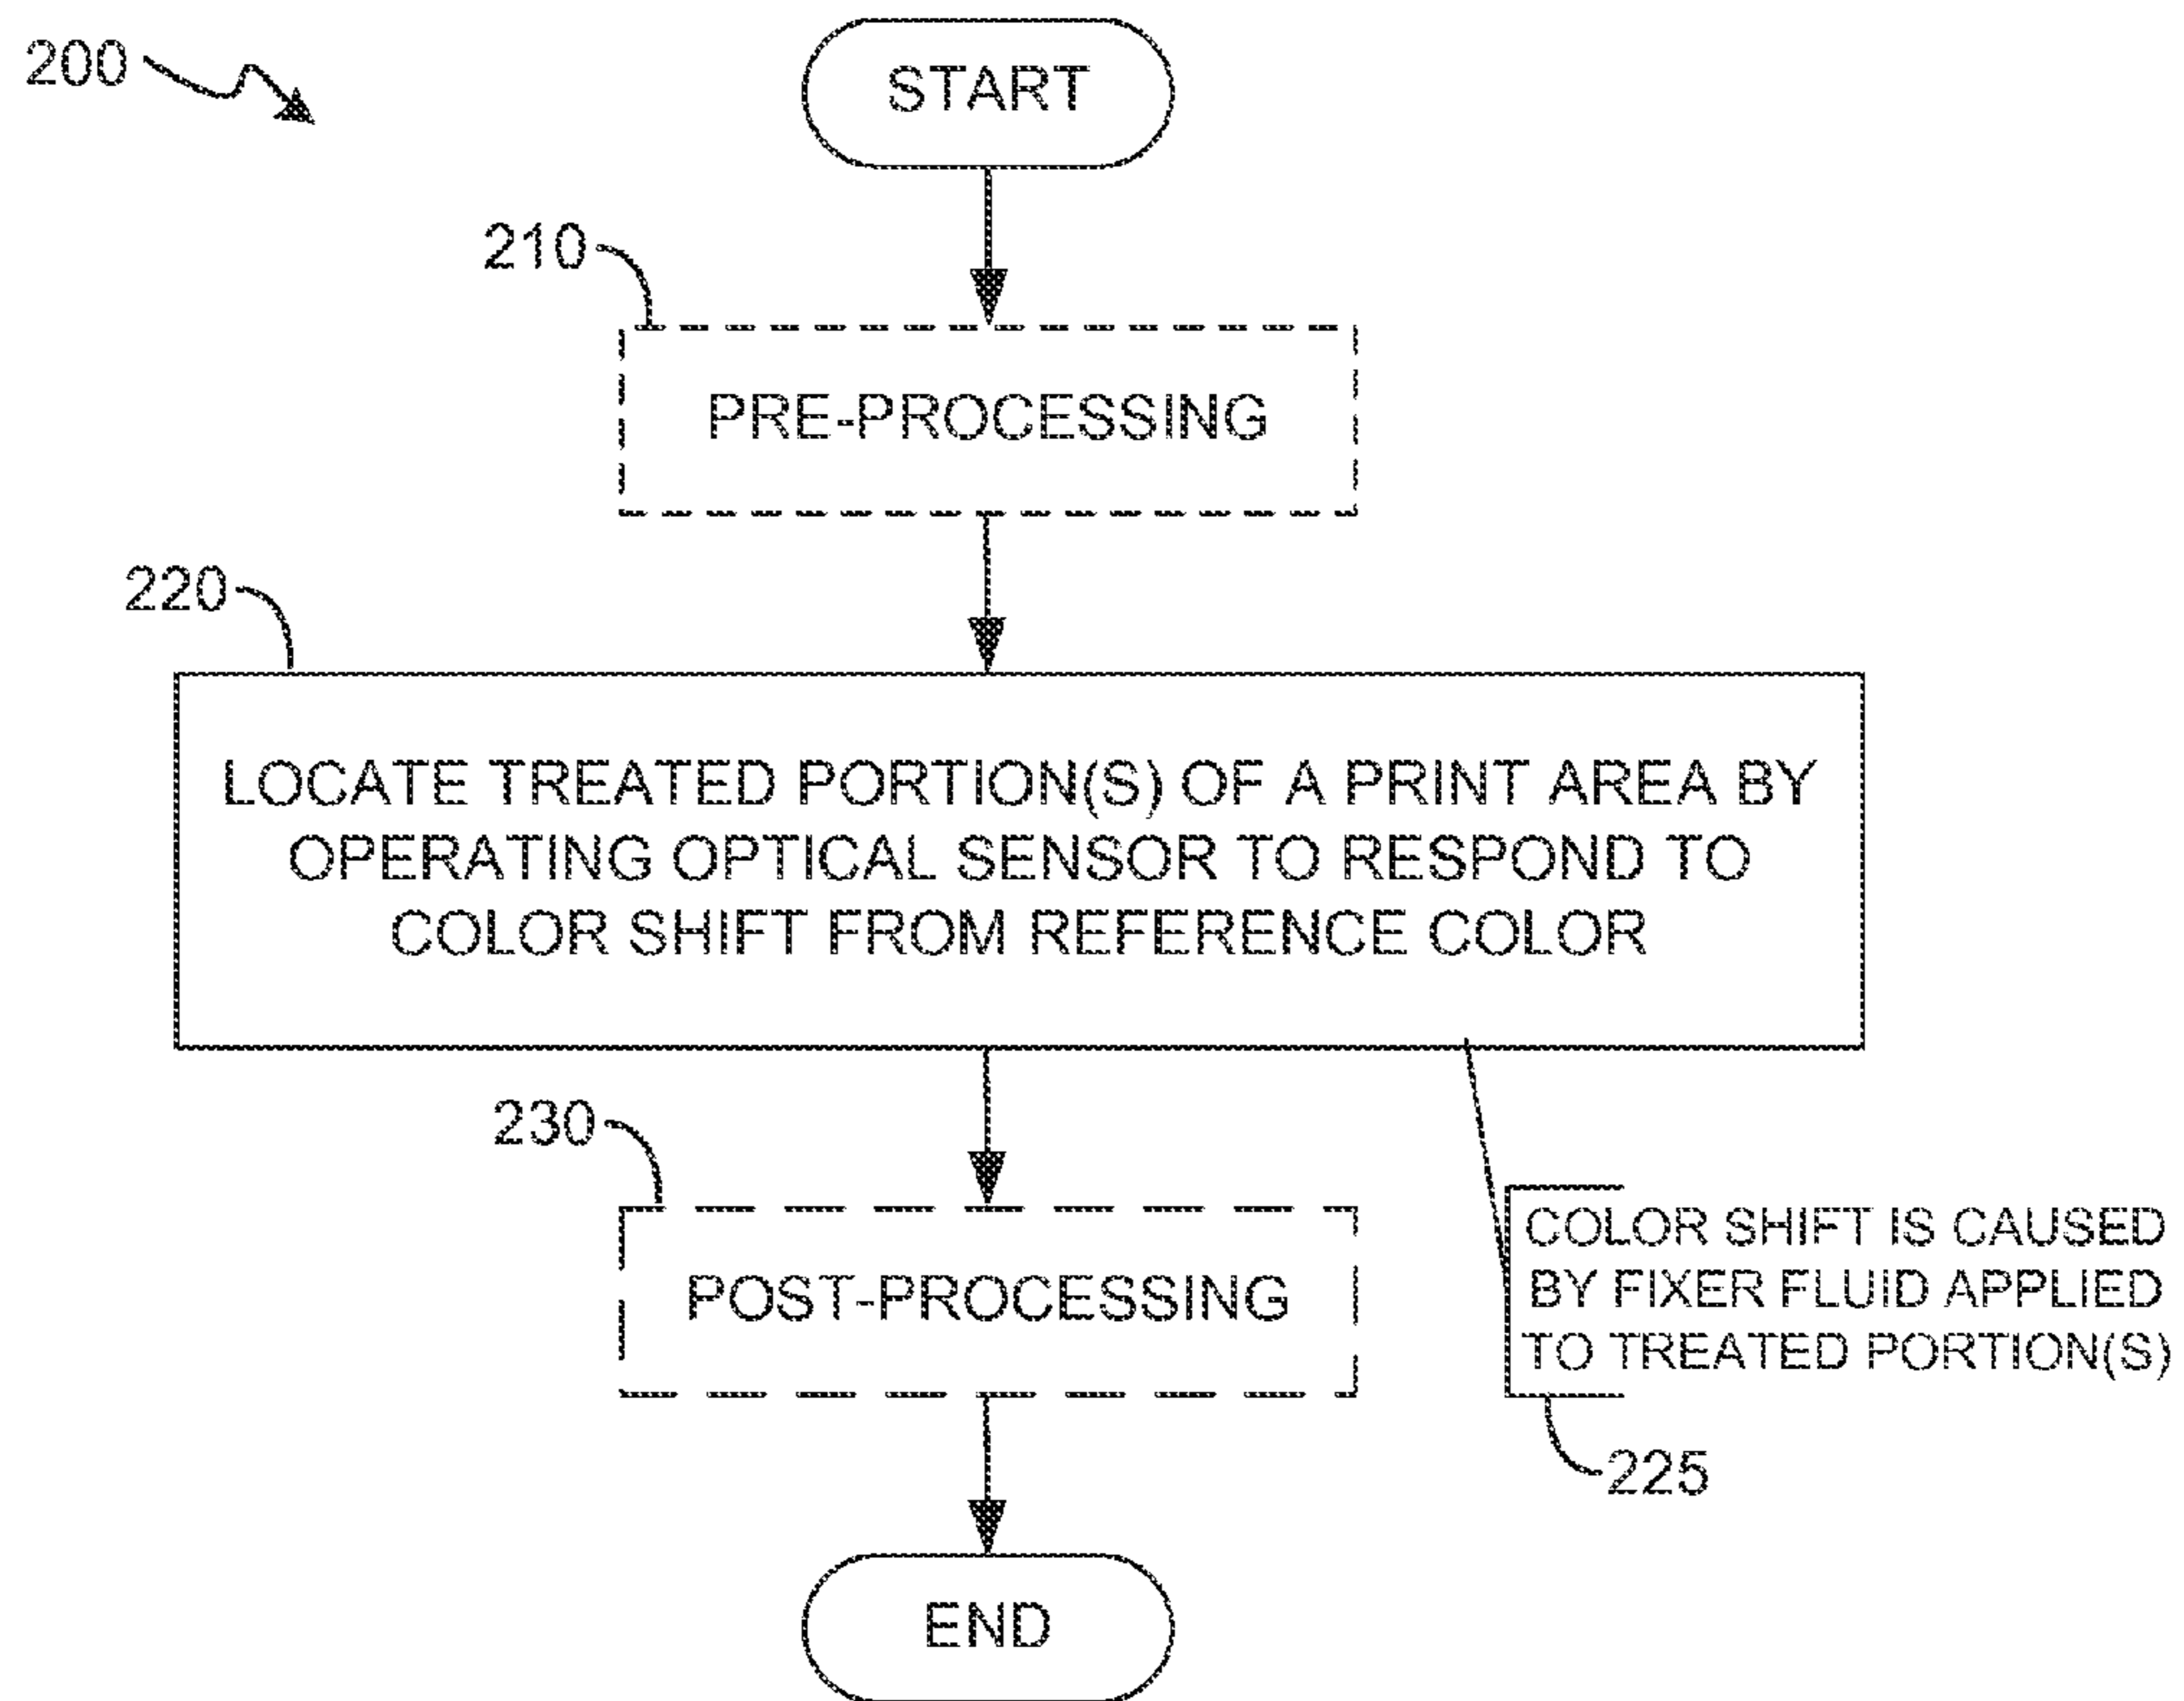 200
START
210
PRE-PROCESSING
220
LOCATE TREATED PORTION(S) OF A PRINT AREA BY
OPERATING OPTICAL SENSOR TO RESPOND TO
COLOR SHIFT FROM REFERENCE COLOR
230
POST-PROCESSING
COLOR SHIFT IS CAUSED
BY FIXER FLUID APPLIED
TO TREATED PORTION(S)
225
END